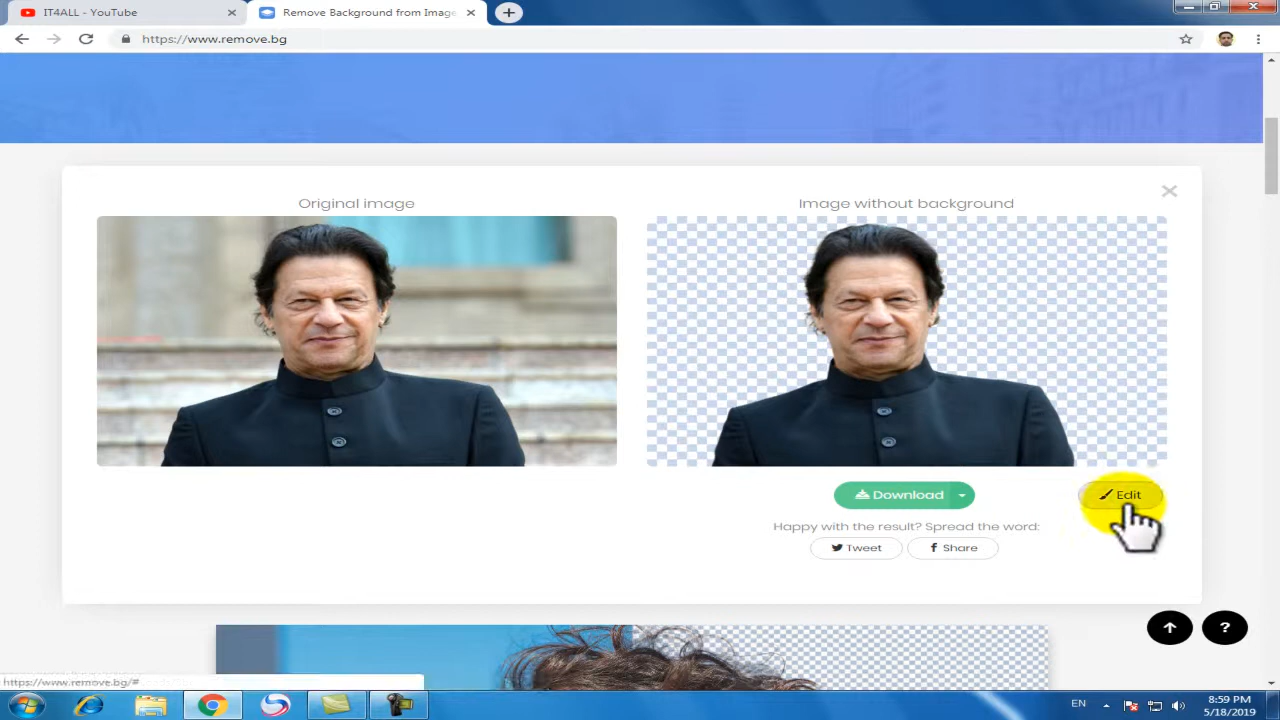 IT4ALL - YouTube
Remove Background from Image
https://www.remove.bg
Original image
Image without background
Download
Edit
Happy with the result? Spread the word:
Tweet
Share
?
https://www.remove.bg/#
EN
8:59 PM
5/18/2019